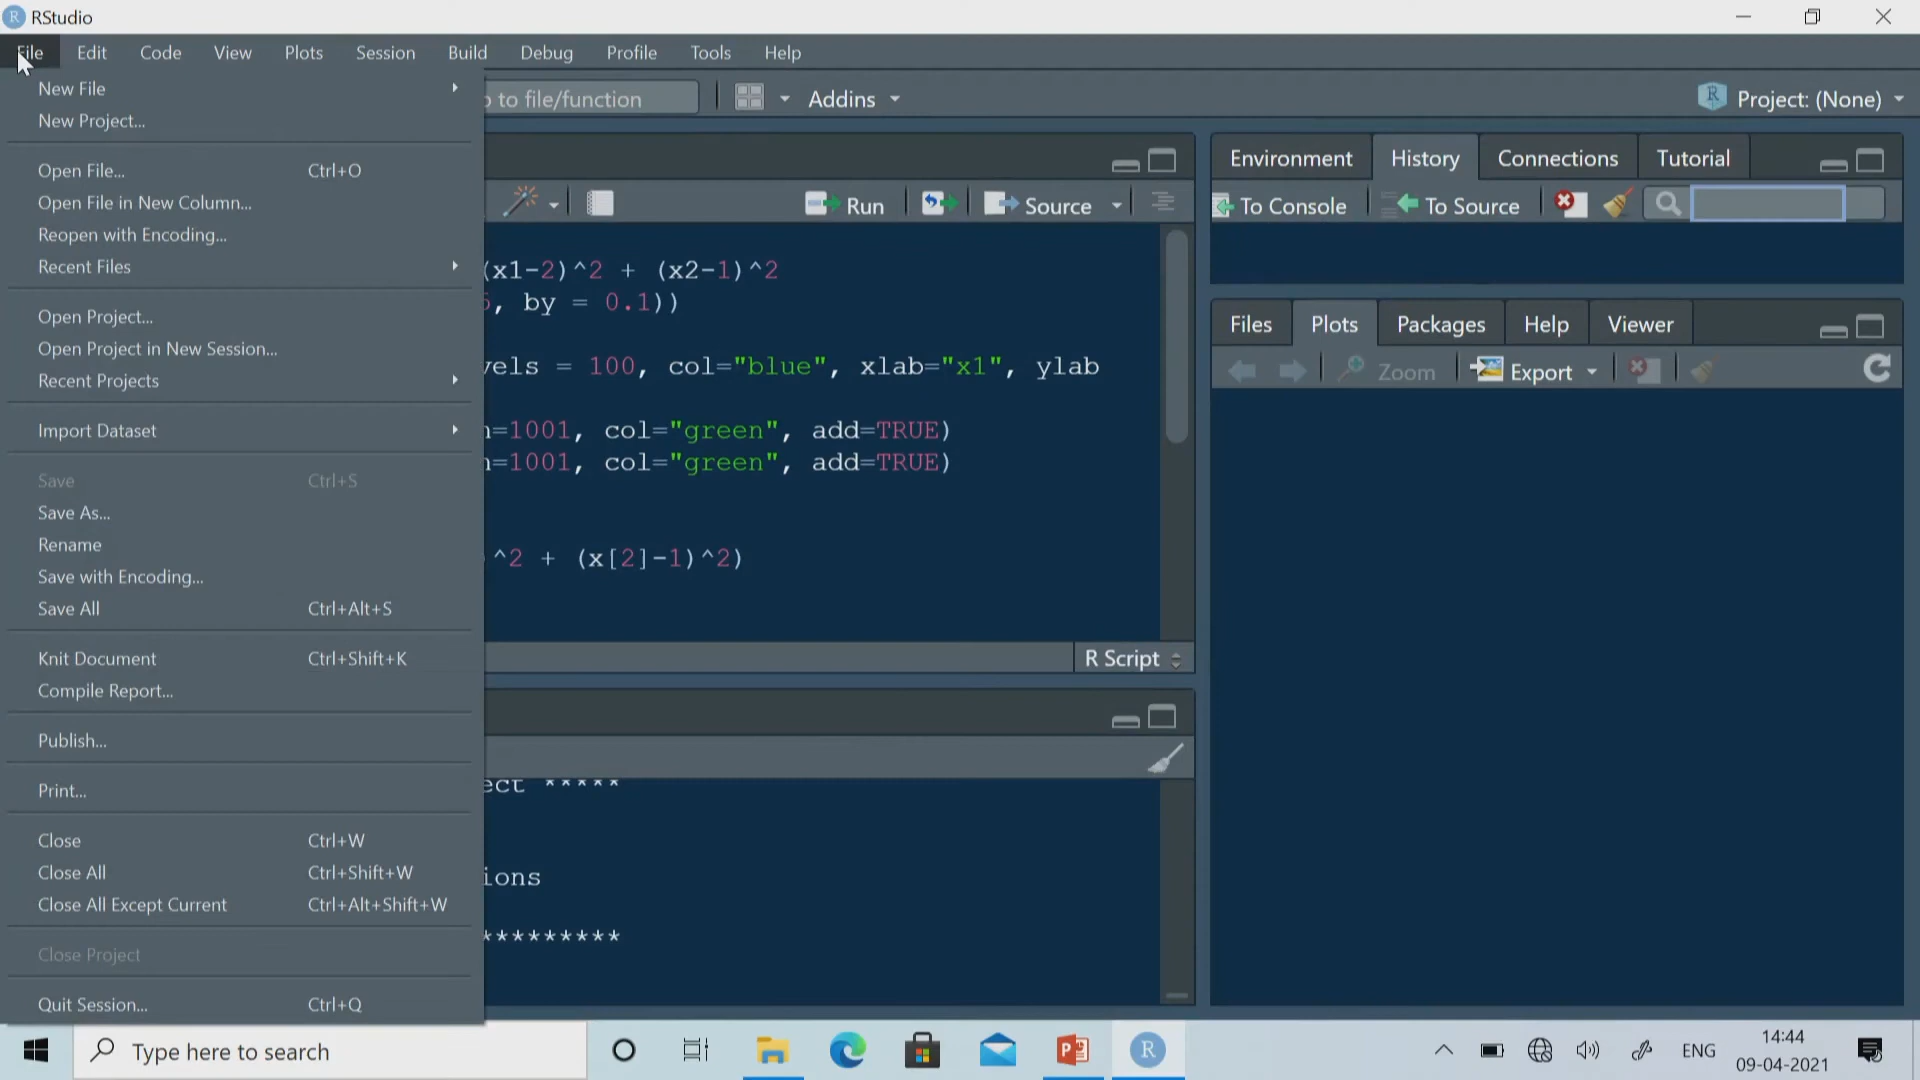 RStudio
File Edit Code View Plots Session Build Debug Profile Tools Help
New File
New Project...
Open File... Ctrl+O
Open File in New Column...
Reopen with Encoding...
Recent Files
Open Project...
Open Project in New Session...
Recent Projects
Import Dataset
Save Ctrl+S
Save As...
Rename
Save with Encoding...
Save All Ctrl+Alt+S
Knit Document Ctrl+Shift+K
Compile Report...
Publish...
Print...
Close Ctrl+W
Close All Ctrl+Shift+W
Close All Except Current Ctrl+Alt+Shift+W
Close Project
Quit Session... Ctrl+Q
to file/function Addins
Project: (None)
Run Source
(x1-2)^2 + (x2-1)^2
, by = 0.1))
vels = 100, col="blue", xlab="x1", ylab
n=1001, col="green", add=TRUE)
n=1001, col="green", add=TRUE)
^2 + (x[2]-1)^2)
R Script
ect *****
ions
*********
Environment History Connections Tutorial
To Console To Source
Files Plots Packages Help Viewer
Zoom Export
Type here to search
R
ENG
14:44
09-04-2021